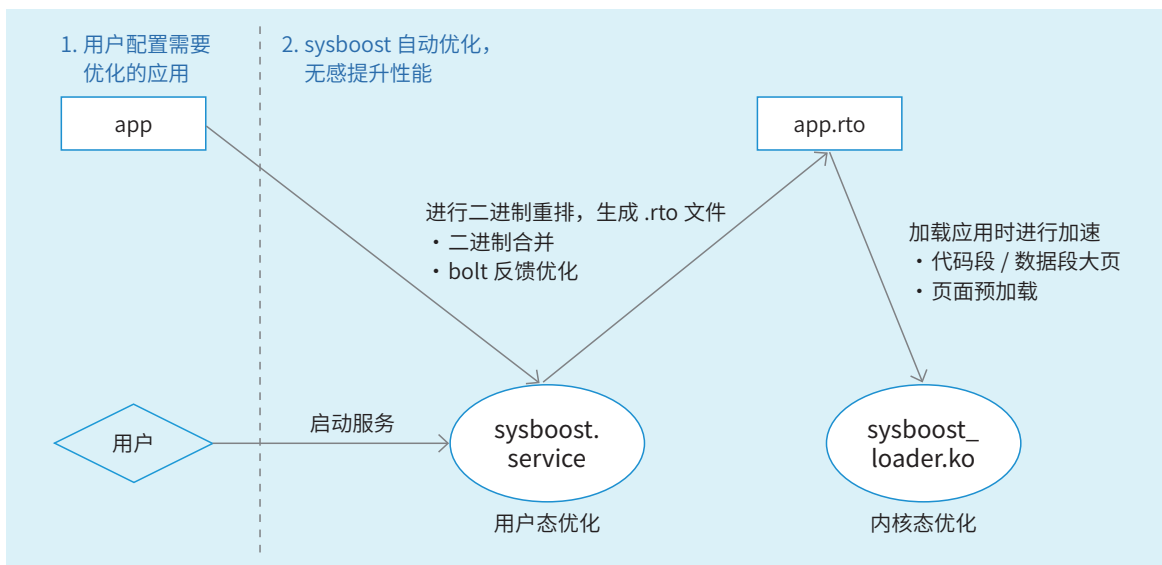 1. 用户配置需要
优化的应用
2. sysboost 自动优化，
无感提升性能
app
app.rto
进行二进制重排，生成 .rto 文件
・二进制合并
・bolt 反馈优化
加载应用时进行加速
・代码段 / 数据段大页
・页面预加载
用户
启动服务
sysboost.
service
用户态优化
sysboost_
loader.ko
内核态优化